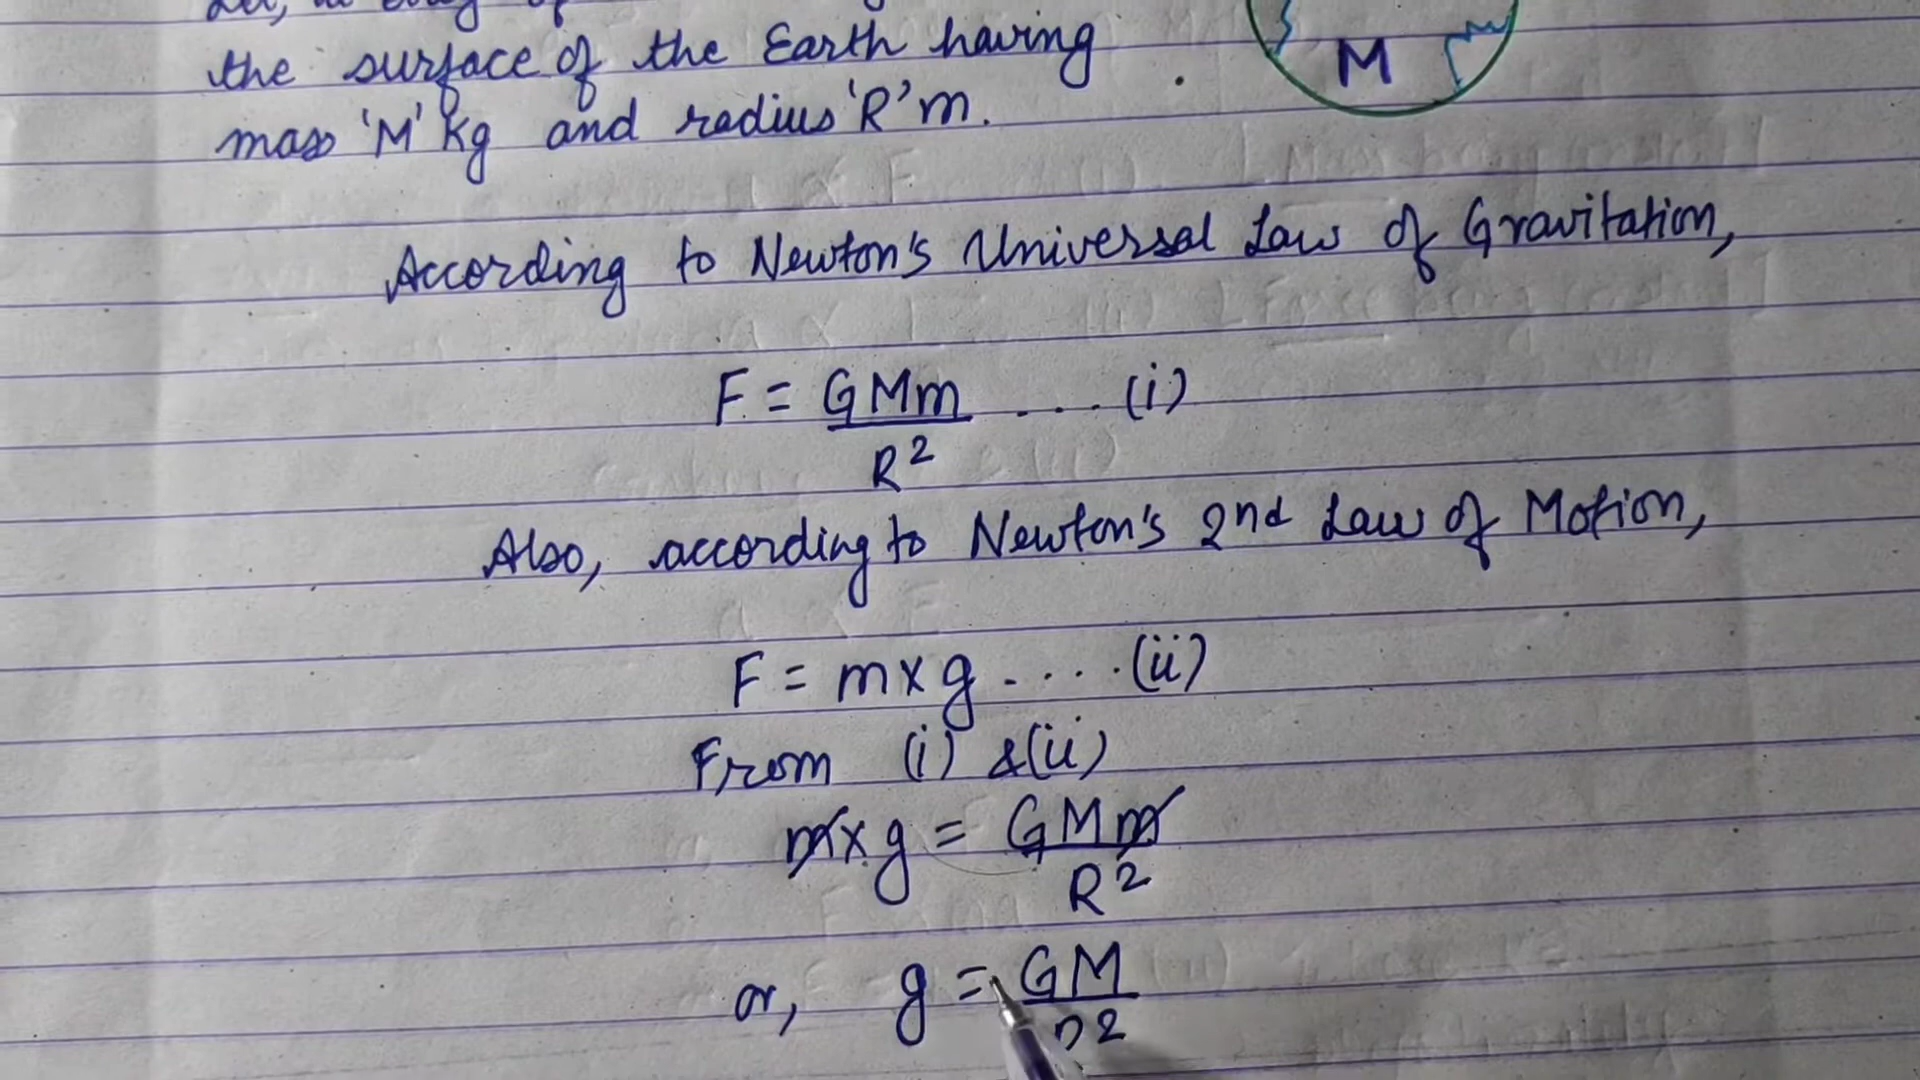 the surface of the Earth having
M
mass 'M' kg and radius 'R' m.
According to Newton's Universal Law of Gravitation,
F = GMm .... (i)
R²
Also, according to Newton's 2nd Law of Motion,
F = m x g ..... (ii)
From (i) & (ii)
m x g = GMm
R²
or, g = GM
2